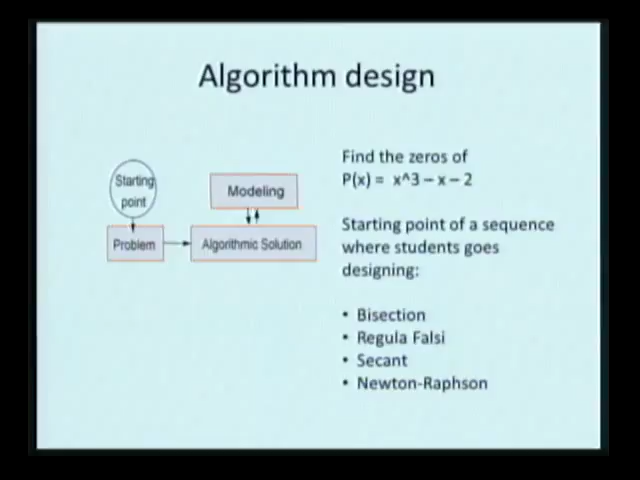 Algorithm design
Starting
point
Problem
Modeling
Algorithmic Solution
Find the zeros of
P(x) = x^3 – x – 2
Starting point of a sequence
where students goes
designing:
• Bisection
• Regula Falsi
• Secant
• Newton-Raphson